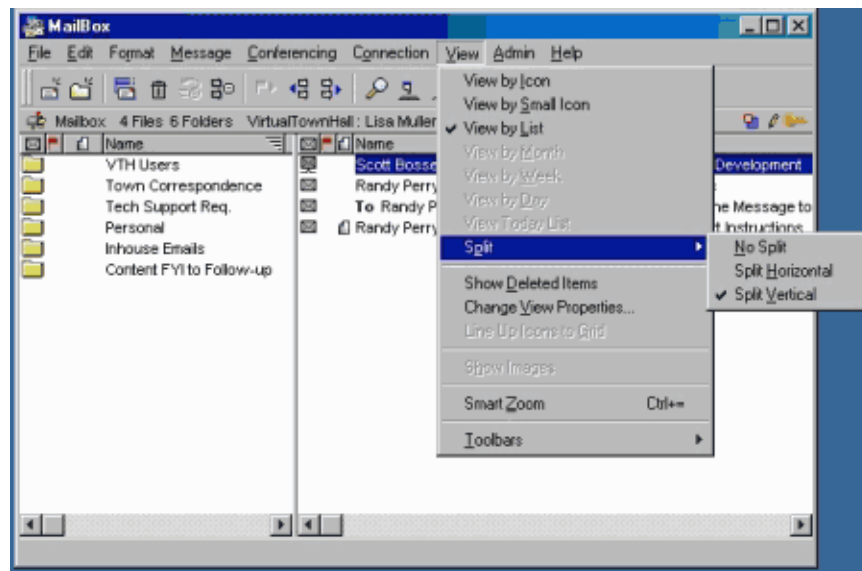 MailBox
File Edit Format Message Conferencing Connection View Admin Help
Mailbox 4 Files 6 Folders VirtualTownHall : Lisa Muller
Name
Name
VTH Users
Town Correspondence
Tech Support Req.
Personal
Inhouse Emails
Content FYI to Follow-up
Scott Bosse
Development
Randy Perry
To Randy P
he Message to
Randy Perry
t Instructions
View by Icon
View by Small Icon
View by List
View by Month
View by Week
View by Day
View Today List
Split
Show Deleted Items
Change View Properties...
Line Up Icons to Grid
Show Images
Smart Zoom Ctrl+=
Toolbars
No Split
Split Horizontal
Split Vertical